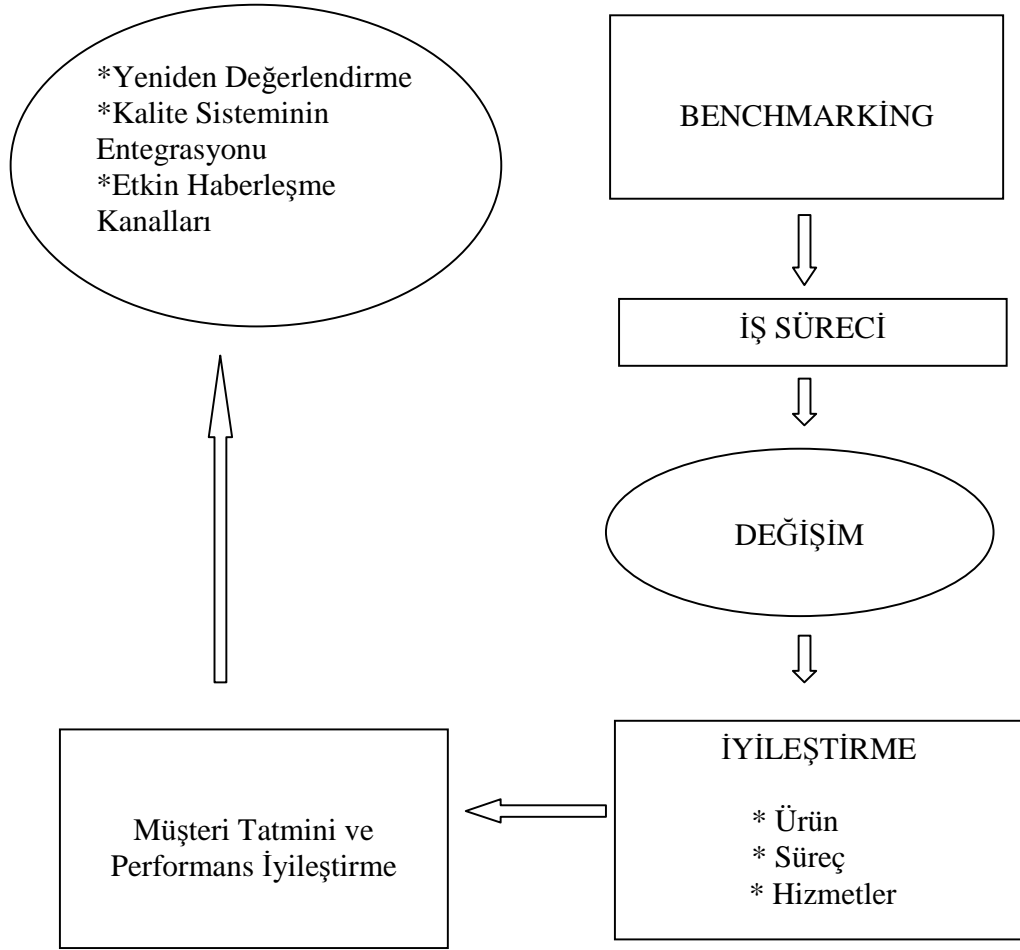 *Yeniden Değerlendirme
*Kalite Sisteminin
Entegrasyonu
*Etkin Haberleşme
Kanalları
BENCHMARKİNG
İŞ SÜRECİ
DEĞİŞİM
İYİLEŞTİRME
* Ürün
* Süreç
* Hizmetler
Müşteri Tatmini ve
Performans İyileştirme